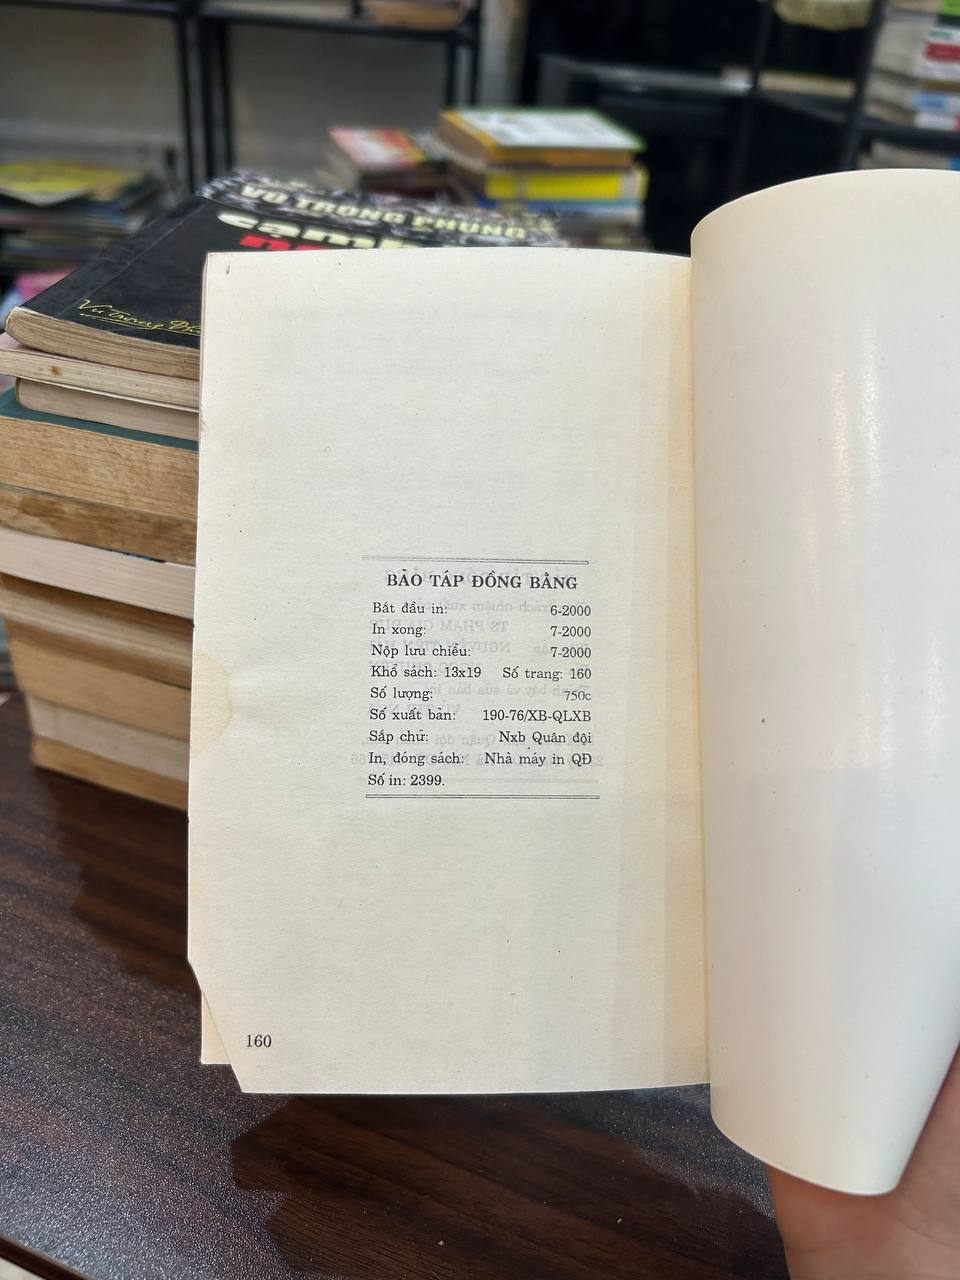 VŨ TRỌNG PHỤNG
BÃO TÁP ĐỒNG BẰNG
Bắt đầu in: 6-2000
In xong: 7-2000
Nộp lưu chiểu: 7-2000
Khổ sách: 13x19 Số trang: 160
Số lượng: 750c
Số xuất bản: 190-76/XB-QLXB
Sắp chữ: Nxb Quân đội
In, đóng sách: Nhà máy in QĐ
Số in: 2399.
160